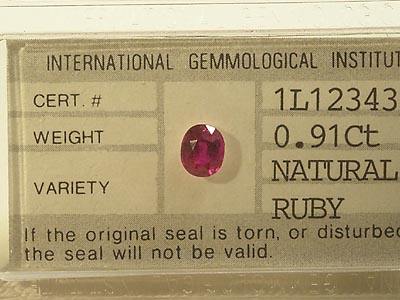 INTERNATIONAL GEMMOLOGICAL INSTITUT
CERT. # 1L12343
WEIGHT 0.91Ct
VARIETY NATURAL
RUBY
If the original seal is torn, or disturbe
the seal will not be valid.